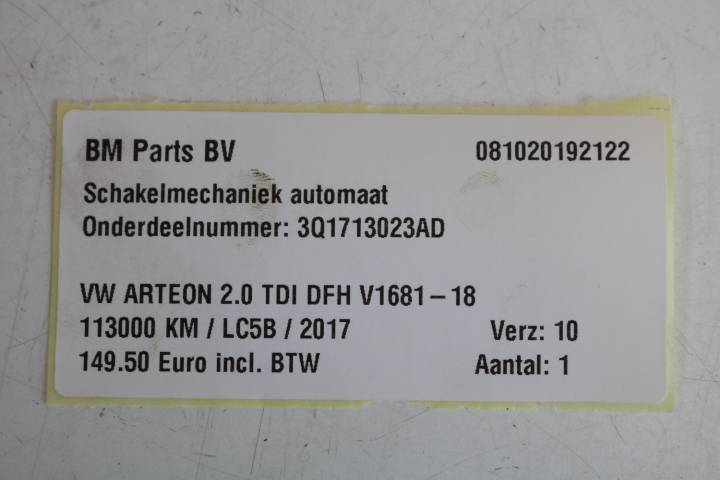 BM Parts BV 081020192122
Schakelmechaniek automaat
Onderdeelnummer: 3Q1713023AD
VW ARTEON 2.0 TDI DFH V1681-18
113000 KM / LC5B / 2017 Verz: 10
149.50 Euro incl. BTW Aantal: 1